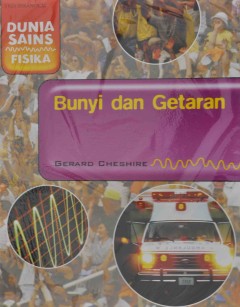 DUNIA
SAINS
FISIKA
Bunyi dan Getaran
GERARD CHESHIRE